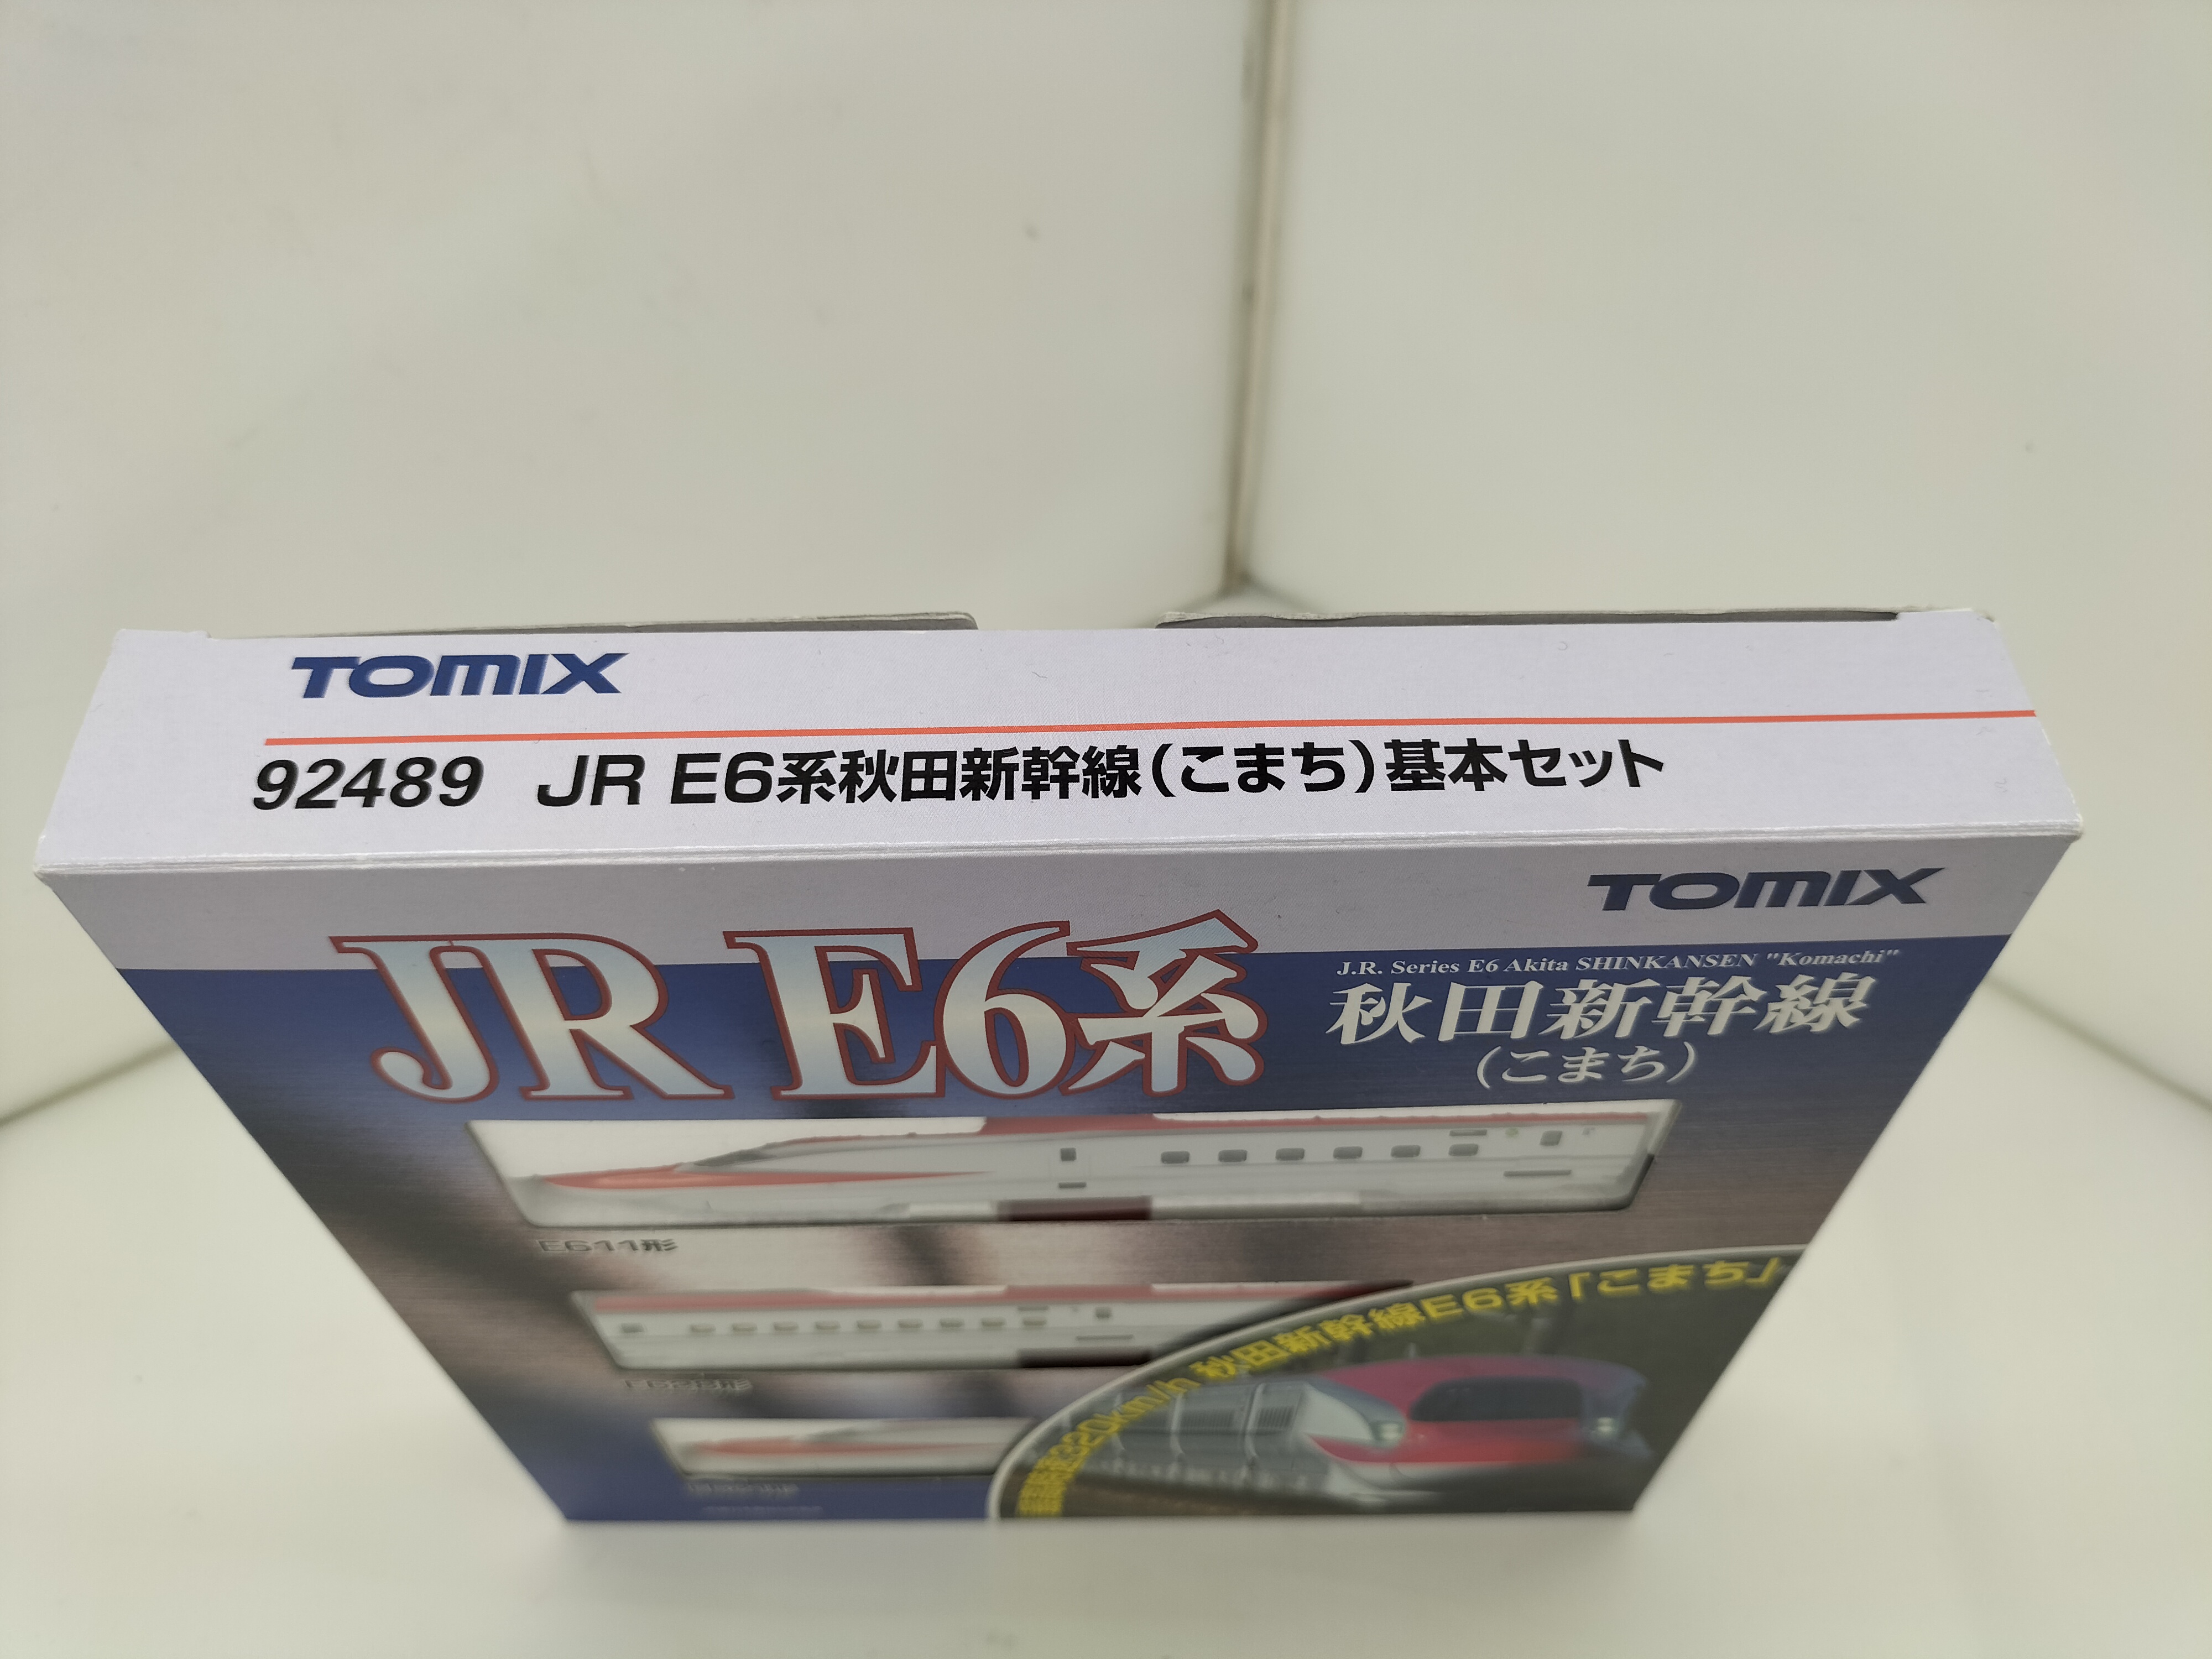 TOMIX
92489 JR E6系秋田新幹線(こまち)基本セット
TOMIX
JR E6系
J.R. Series E6 Akita SHINKANSEN "Komachi"
秋田新幹線
(こまち)
E611形
320km/h 秋田新幹線E6系「こまち」